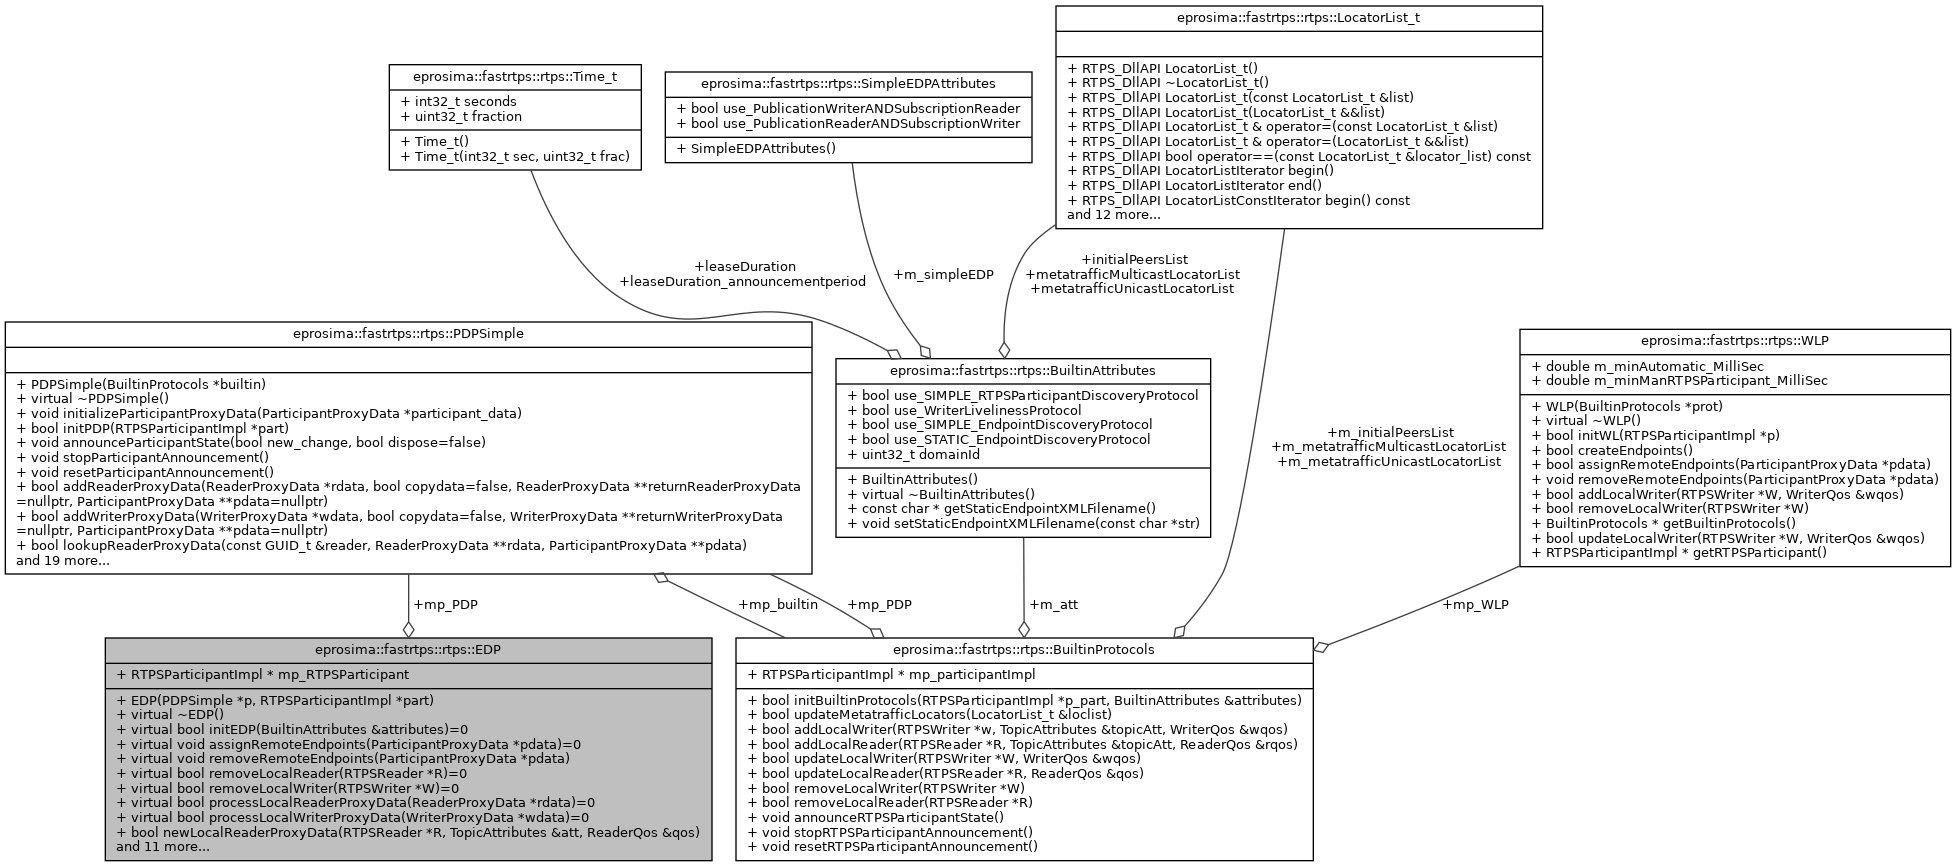 eprosima::fastrtps::rtps::LocatorList_t
+ RTPS_DllAPI LocatorList_t()
+ RTPS_DllAPI ~LocatorList_t()
+ RTPS_DllAPI LocatorList_t(const LocatorList_t &list)
+ RTPS_DllAPI LocatorList_t(LocatorList_t &&list)
+ RTPS_DllAPI LocatorList_t & operator=(const LocatorList_t &list)
+ RTPS_DllAPI LocatorList_t & operator=(LocatorList_t &&list)
+ RTPS_DllAPI bool operator==(const LocatorList_t &locator_list) const
+ RTPS_DllAPI LocatorListIterator begin()
+ RTPS_DllAPI LocatorListIterator end()
+ RTPS_DllAPI LocatorListConstIterator begin() const
and 12 more...
eprosima::fastrtps::rtps::Time_t
+ int32_t seconds
+ uint32_t fraction
+ Time_t()
+ Time_t(int32_t sec, uint32_t frac)
eprosima::fastrtps::rtps::SimpleEDPAttributes
+ bool use_PublicationWriterANDSubscriptionReader
+ bool use_PublicationReaderANDSubscriptionWriter
+ SimpleEDPAttributes()
+leaseDuration
+leaseDuration_announcementperiod
+m_simpleEDP
+initialPeersList
+metatrafficMulticastLocatorList
+metatrafficUnicastLocatorList
eprosima::fastrtps::rtps::PDPSimple
+ PDPSimple(BuiltinProtocols *builtin)
+ virtual ~PDPSimple()
+ void initializeParticipantProxyData(ParticipantProxyData *participant_data)
+ bool initPDP(RTPSParticipantImpl *part)
+ void announceParticipantState(bool new_change, bool dispose=false)
+ void stopParticipantAnnouncement()
+ void resetParticipantAnnouncement()
+ bool addReaderProxyData(ReaderProxyData *rdata, bool copydata=false, ReaderProxyData **returnReaderProxyData
=nullptr, ParticipantProxyData **pdata=nullptr)
+ bool addWriterProxyData(WriterProxyData *wdata, bool copydata=false, WriterProxyData **returnWriterProxyData
=nullptr, ParticipantProxyData **pdata=nullptr)
+ bool lookupReaderProxyData(const GUID_t &reader, ReaderProxyData **rdata, ParticipantProxyData **pdata)
and 19 more...
eprosima::fastrtps::rtps::BuiltinAttributes
+ bool use_SIMPLE_RTPSParticipantDiscoveryProtocol
+ bool use_WriterLivelinessProtocol
+ bool use_SIMPLE_EndpointDiscoveryProtocol
+ bool use_STATIC_EndpointDiscoveryProtocol
+ uint32_t domainId
+ BuiltinAttributes()
+ virtual ~BuiltinAttributes()
+ const char * getStaticEndpointXMLFilename()
+ void setStaticEndpointXMLFilename(const char *str)
+m_initialPeersList
+m_metatrafficMulticastLocatorList
+m_metatrafficUnicastLocatorList
eprosima::fastrtps::rtps::WLP
+ double m_minAutomatic_MilliSec
+ double m_minManRTPSParticipant_MilliSec
+ WLP(BuiltinProtocols *prot)
+ virtual ~WLP()
+ bool initWL(RTPSParticipantImpl *p)
+ bool createEndpoints()
+ bool assignRemoteEndpoints(ParticipantProxyData *pdata)
+ void removeRemoteEndpoints(ParticipantProxyData *pdata)
+ bool addLocalWriter(RTPSWriter *W, WriterQos &wqos)
+ bool removeLocalWriter(RTPSWriter *W)
+ BuiltinProtocols * getBuiltinProtocols()
+ bool updateLocalWriter(RTPSWriter *W, WriterQos &wqos)
+ RTPSParticipantImpl * getRTPSParticipant()
+mp_PDP
+mp_builtin
+mp_PDP
+m_att
+mp_WLP
eprosima::fastrtps::rtps::EDP
+ RTPSParticipantImpl * mp_RTPSParticipant
+ EDP(PDPSimple *p, RTPSParticipantImpl *part)
+ virtual ~EDP()
+ virtual bool initEDP(BuiltinAttributes &attributes)=0
+ virtual void assignRemoteEndpoints(ParticipantProxyData *pdata)=0
+ virtual void removeRemoteEndpoints(ParticipantProxyData *pdata)
+ virtual bool removeLocalReader(RTPSReader *R)=0
+ virtual bool removeLocalWriter(RTPSWriter *W)=0
+ virtual bool processLocalReaderProxyData(ReaderProxyData *rdata)=0
+ virtual bool processLocalWriterProxyData(WriterProxyData *wdata)=0
+ bool newLocalReaderProxyData(RTPSReader *R, TopicAttributes &att, ReaderQos &qos)
and 11 more...
eprosima::fastrtps::rtps::BuiltinProtocols
+ RTPSParticipantImpl * mp_participantImpl
+ bool initBuiltinProtocols(RTPSParticipantImpl *p_part, BuiltinAttributes &attributes)
+ bool updateMetatrafficLocators(LocatorList_t &loclist)
+ bool addLocalWriter(RTPSWriter *w, TopicAttributes &topicAtt, WriterQos &wqos)
+ bool addLocalReader(RTPSReader *R, TopicAttributes &topicAtt, ReaderQos &rqos)
+ bool updateLocalWriter(RTPSWriter *W, WriterQos &wqos)
+ bool updateLocalReader(RTPSReader *R, ReaderQos &qos)
+ bool removeLocalWriter(RTPSWriter *W)
+ bool removeLocalReader(RTPSReader *R)
+ void announceRTPSParticipantState()
+ void stopRTPSParticipantAnnouncement()
+ void resetRTPSParticipantAnnouncement()